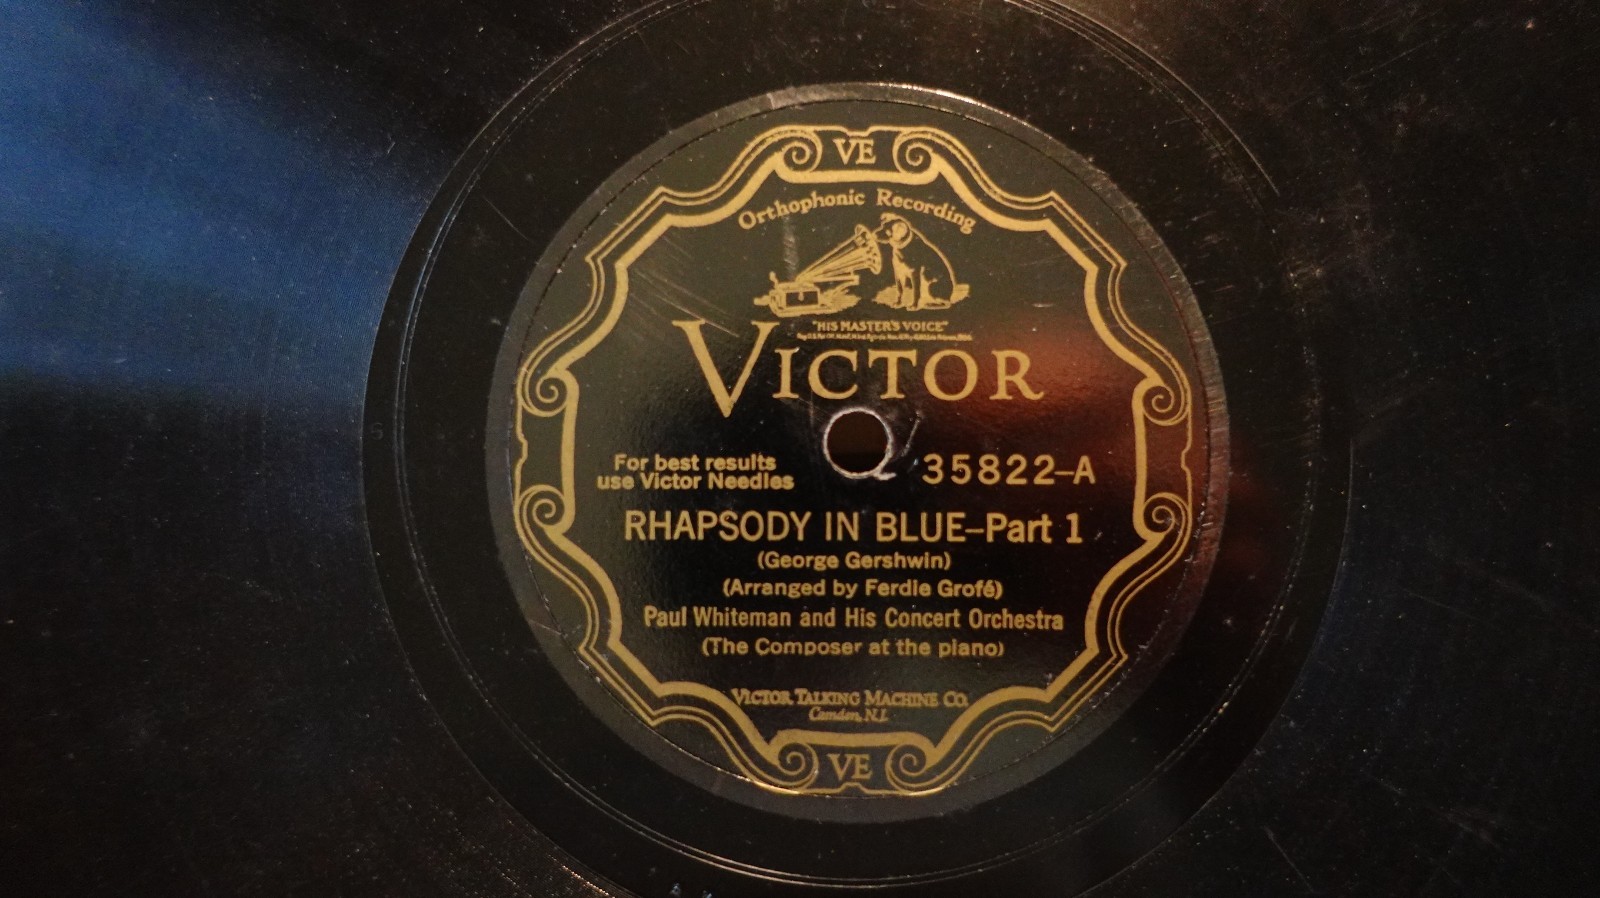 VE
Orthophonic Recording
"HIS MASTER'S VOICE"
VICTOR
For best results
use Victor Needles
35822-A
RHAPSODY IN BLUE-Part 1
(George Gershwin)
(Arranged by Ferdie Grofé)
Paul Whiteman and His Concert Orchestra
(The Composer at the piano)
VICTOR TALKING MACHINE CO.
Camden, N.J.
VE